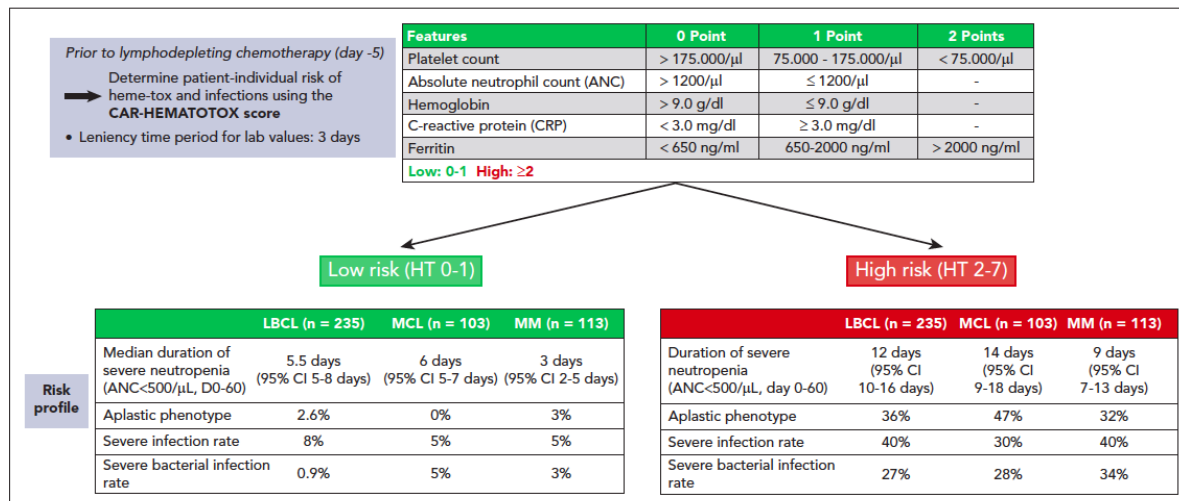 Prior to lymphodepleting chemotherapy (day -5)
Determine patient-individual risk of
heme-tox and infections using the
CAR-HEMATOTOX score
• Leniency time period for lab values: 3 days
Features 0 Point 1 Point 2 Points
Platelet count > 175.000/µl 75.000 - 175.000/µl < 75.000/µl
Absolute neutrophil count (ANC) > 1200/µl ≤ 1200/µl -
Hemoglobin > 9.0 g/dl ≤ 9.0 g/dl -
C-reactive protein (CRP) < 3.0 mg/dl ≥ 3.0 mg/dl -
Ferritin < 650 ng/ml 650-2000 ng/ml > 2000 ng/ml
Low: 0-1 High: ≥2
Low risk (HT 0-1)
High risk (HT 2-7)
Risk
profile
LBCL (n = 235) MCL (n = 103) MM (n = 113)
Median duration of
severe neutropenia
(ANC<500/µL, D0-60)
5.5 days
(95% CI 5-8 days)
6 days
(95% CI 5-7 days)
3 days
(95% CI 2-5 days)
Aplastic phenotype 2.6% 0% 3%
Severe infection rate 8% 5% 5%
Severe bacterial infection
rate
0.9% 5% 3%
LBCL (n = 235) MCL (n = 103) MM (n = 113)
Duration of severe
neutropenia
(ANC<500/µL, day 0-60)
12 days
(95% CI
10-16 days)
14 days
(95% CI
9-18 days)
9 days
(95% CI
7-13 days)
Aplastic phenotype 36% 47% 32%
Severe infection rate 40% 30% 40%
Severe bacterial infection
rate
27% 28% 34%